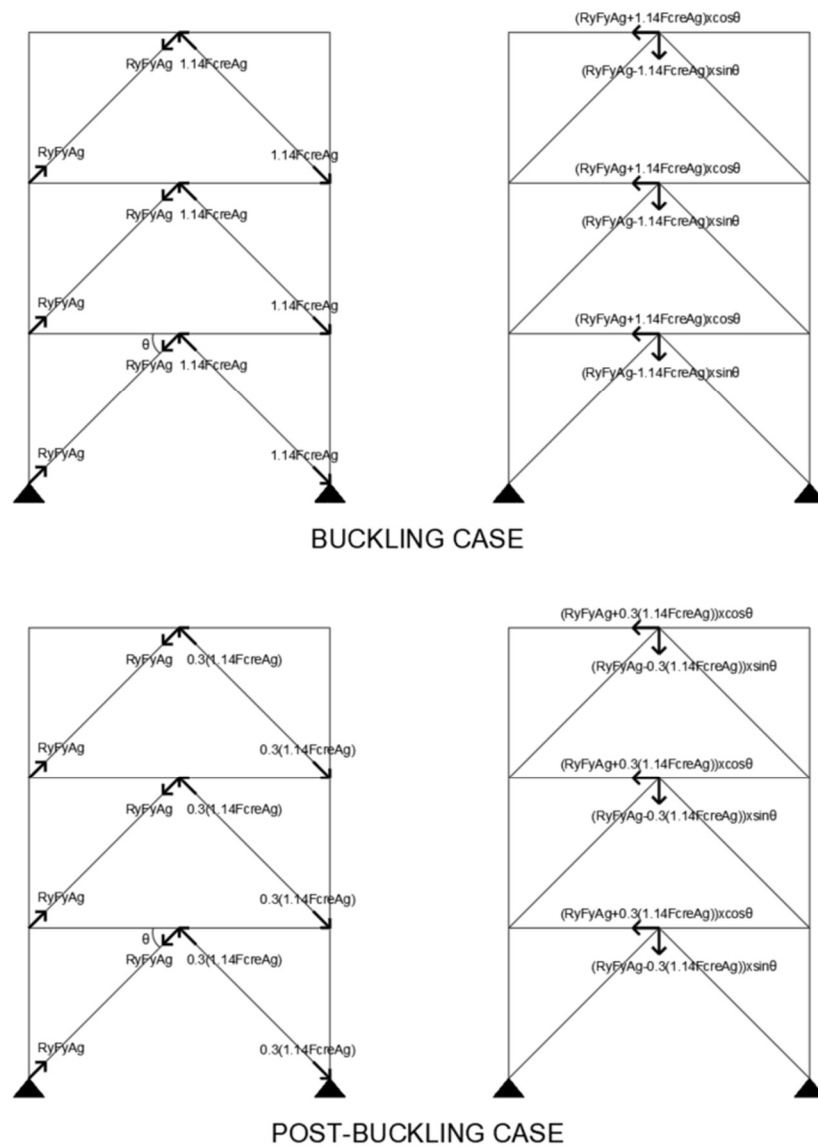 (RyFyAg+1.14FcreAg)xcosθ
RyFyAg 1.14FcreAg
(RyFyAg-1.14FcreAg)xsinθ
RyFyAg
1.14FcreAg
(RyFyAg+1.14FcreAg)xcosθ
RyFyAg 1.14FcreAg
(RyFyAg-1.14FcreAg)xsinθ
RyFyAg
1.14FcreAg
(RyFyAg+1.14FcreAg)xcosθ
θ
RyFyAg 1.14FcreAg
(RyFyAg-1.14FcreAg)xsinθ
RyFyAg
1.14FcreAg
BUCKLING CASE
(RyFyAg+0.3(1.14FcreAg))xcosθ
RyFyAg 0.3(1.14FcreAg)
(RyFyAg-0.3(1.14FcreAg))xsinθ
RyFyAg
0.3(1.14FcreAg)
(RyFyAg+0.3(1.14FcreAg))xcosθ
RyFyAg 0.3(1.14FcreAg)
(RyFyAg-0.3(1.14FcreAg))xsinθ
RyFyAg
0.3(1.14FcreAg)
(RyFyAg+0.3(1.14FcreAg))xcosθ
θ
RyFyAg 0.3(1.14FcreAg)
(RyFyAg-0.3(1.14FcreAg))xsinθ
RyFyAg
0.3(1.14FcreAg)
POST-BUCKLING CASE